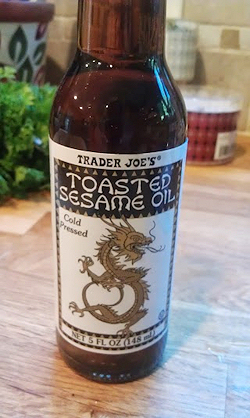 TRADER JOE'S®
TOASTED
SESAME OIL
Cold
Pressed
NET 5 FL OZ (148 mL)